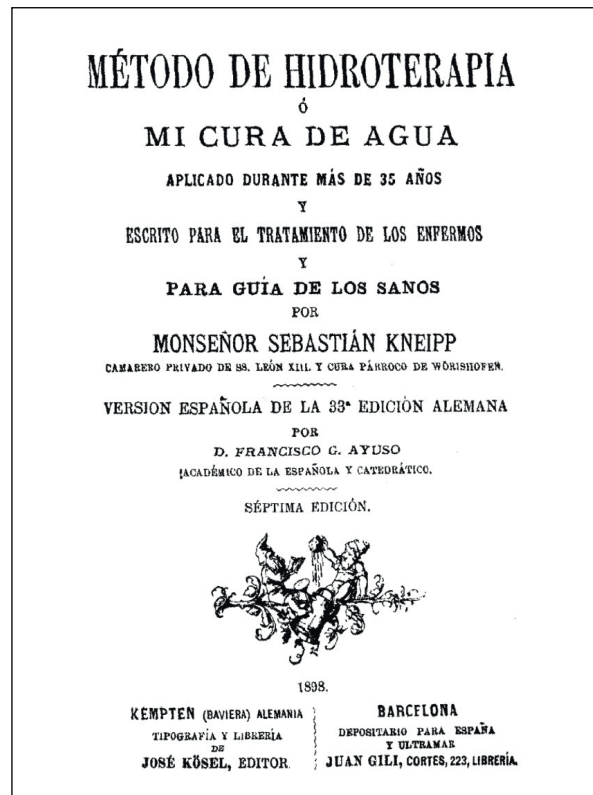 MÉTODO DE HIDROTERAPIA
ó
MI CURA DE AGUA
APLICADO DURANTE MÁS DE 35 AÑOS
Y
ESCRITO PARA EL TRATAMIENTO DE LOS ENFERMOS
Y
PARA GUÍA DE LOS SANOS
POR
MONSEÑOR SEBASTIÁN KNEIPP
CAMARERO PRIVADO DE SS. LEÓN XIII. Y CURA PÁRROCO DE WÖRISHOFEN.
VERSION ESPAÑOLA DE LA 33ª EDICIÓN ALEMANA
POR
D. FRANCISCO G. AYUSO
ACADÉMICO DE LA ESPAÑOLA Y CATEDRÁTICO.
SÉPTIMA EDICIÓN.
1898.
KEMPTEN (BAVIERA) ALEMANIA
TIPOGRAFÍA Y LIBRERÍA
DE
JOSÉ KÖSEL, EDITOR
BARCELONA
DEPOSITARIO PARA ESPAÑA
Y ULTRAMAR
JUAN GILI, CORTES, 223, LIBRERÍA.